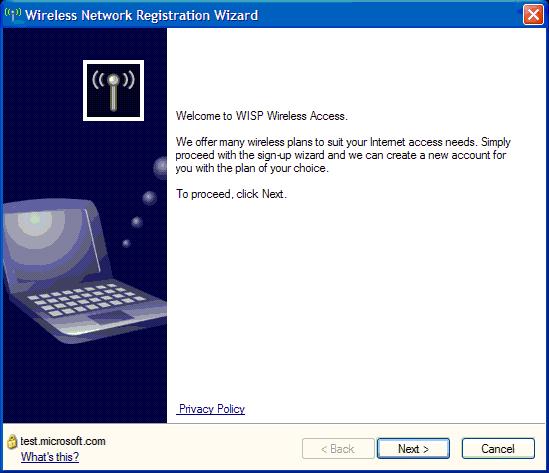 Wireless Network Registration Wizard
Welcome to WISP Wireless Access.
We offer many wireless plans to suit your Internet access needs. Simply
proceed with the sign-up wizard and we can create a new account for
you with the plan of your choice.
To proceed, click Next.
Privacy Policy
test.microsoft.com
What's this?
< Back
Next >
Cancel